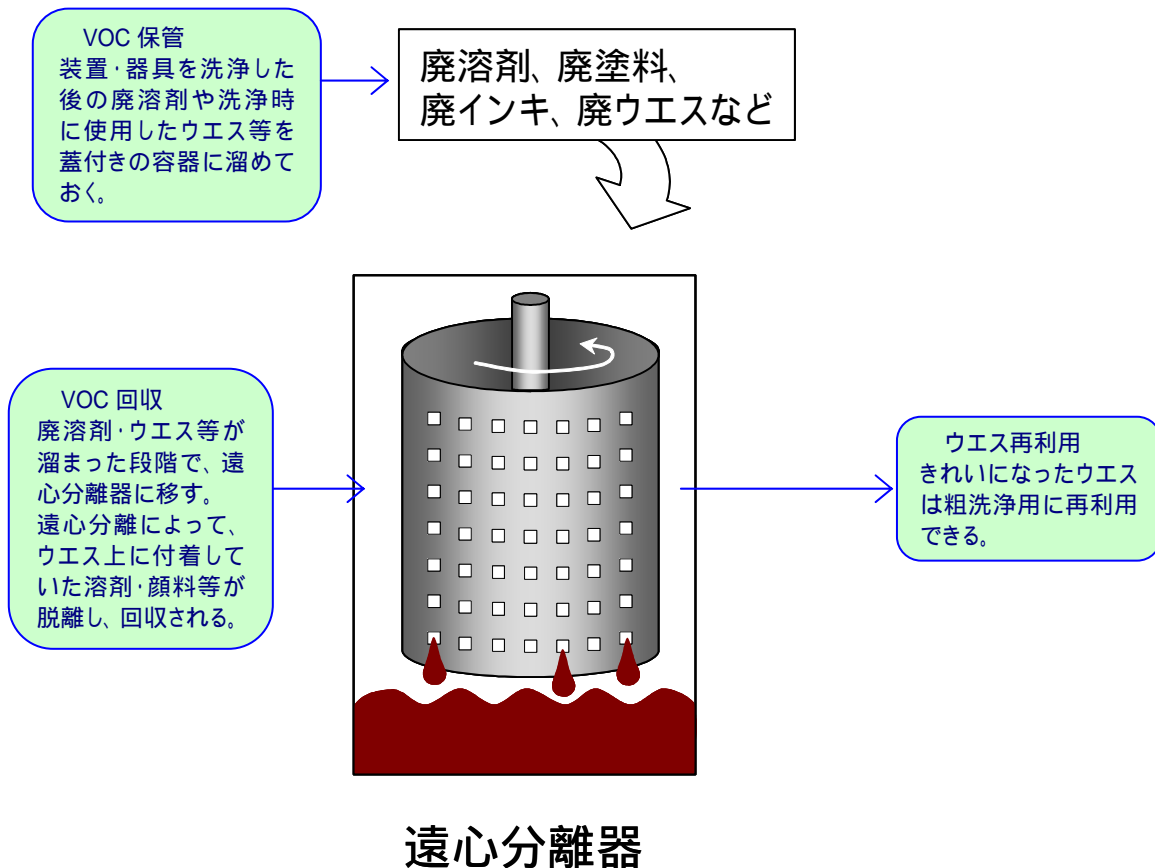 VOC 保管
装置・器具を洗浄した
後の廃溶剤や洗浄時
に使用したウエス等を
蓋付きの容器に溜めて
おく。
廃溶剤、廃塗料、
廃インキ、廃ウエスなど
VOC 回収
廃溶剤・ウエス等が
溜まった段階で、遠
心分離器に移す。
遠心分離によって、
ウエス上に付着して
いた溶剤・顔料等が
脱離し、回収される。
ウエス再利用
きれいになったウエス
は粗洗浄用に再利用
できる。
遠心分離器